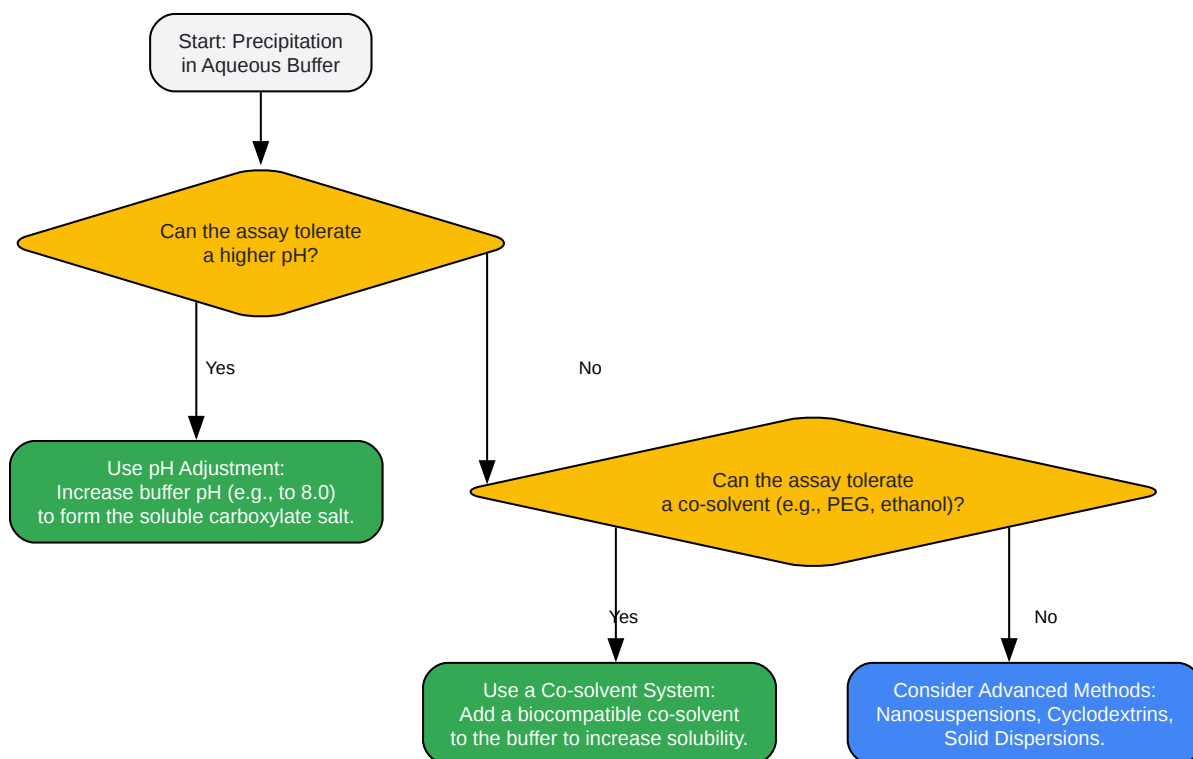 Start: Precipitation
in Aqueous Buffer
Can the assay tolerate
a higher pH?
Yes
No
Use pH Adjustment:
Increase buffer pH (e.g., to 8.0)
to form the soluble carboxylate salt.
Can the assay tolerate
a co-solvent (e.g., PEG, ethanol)?
Yes
No
Use a Co-solvent System:
Add a biocompatible co-solvent
to the buffer to increase solubility.
Consider Advanced Methods:
Nanosuspensions, Cyclodextrins,
Solid Dispersions.